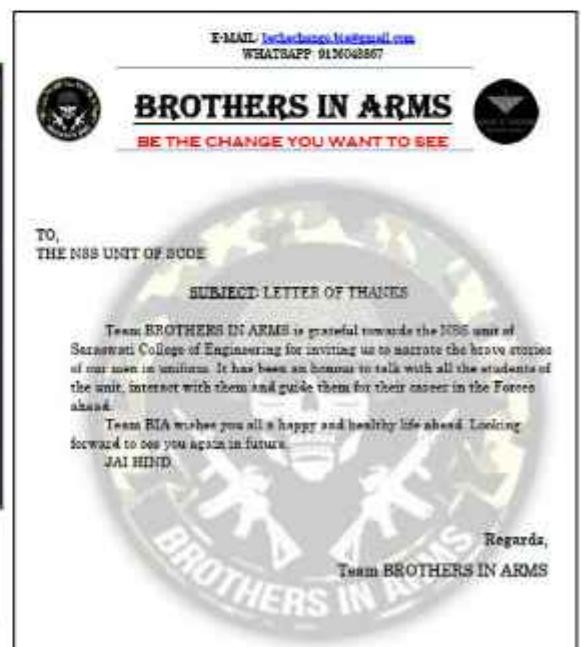 E-MAIL: bethechange.bia@gmail.com
WHATSAPP: 9136048867
BROTHERS IN ARMS
BE THE CHANGE YOU WANT TO SEE
TO,
THE NSS UNIT OF SCOE
SUBJECT: LETTER OF THANKS
Team BROTHERS IN ARMS is grateful towards the NSS unit of
Saraswati College of Engineering for inviting us to narrate the brave stories
of our men in uniform. It has been an honour to talk with all the students of
the unit, interact with them and guide them for their career in the Forces
ahead.
Team BIA wishes you all a happy and healthy life ahead. Looking
forward to see you again in future.
JAI HIND
Regards,
Team BROTHERS IN ARMS
BROTHERS IN ARMS